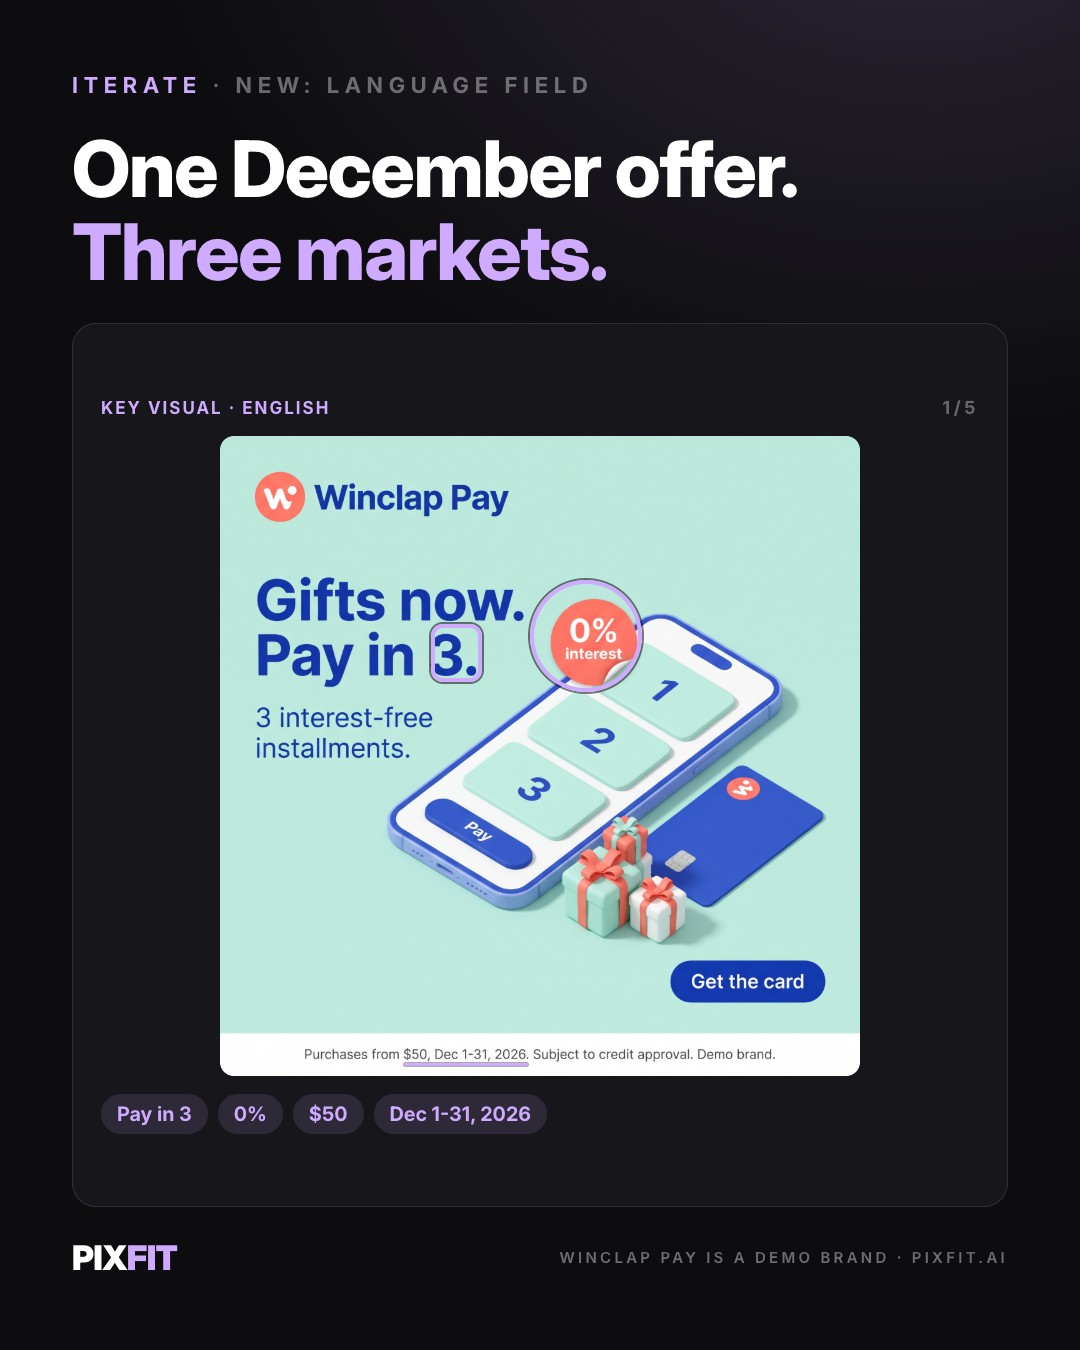 ITERATE · NEW: LANGUAGE FIELD
One December offer.
Three markets.
KEY VISUAL · ENGLISH
1/5
Winclap Pay
Gifts now.
Pay in 3.
0%
interest
3 interest-free
installments.
1
2
3
Pay
Get the card
Purchases from $50, Dec 1-31, 2026. Subject to credit approval. Demo brand.
Pay in 3
0%
$50
Dec 1-31, 2026
PIXFIT
WINCLAP PAY IS A DEMO BRAND · PIXFIT.AI